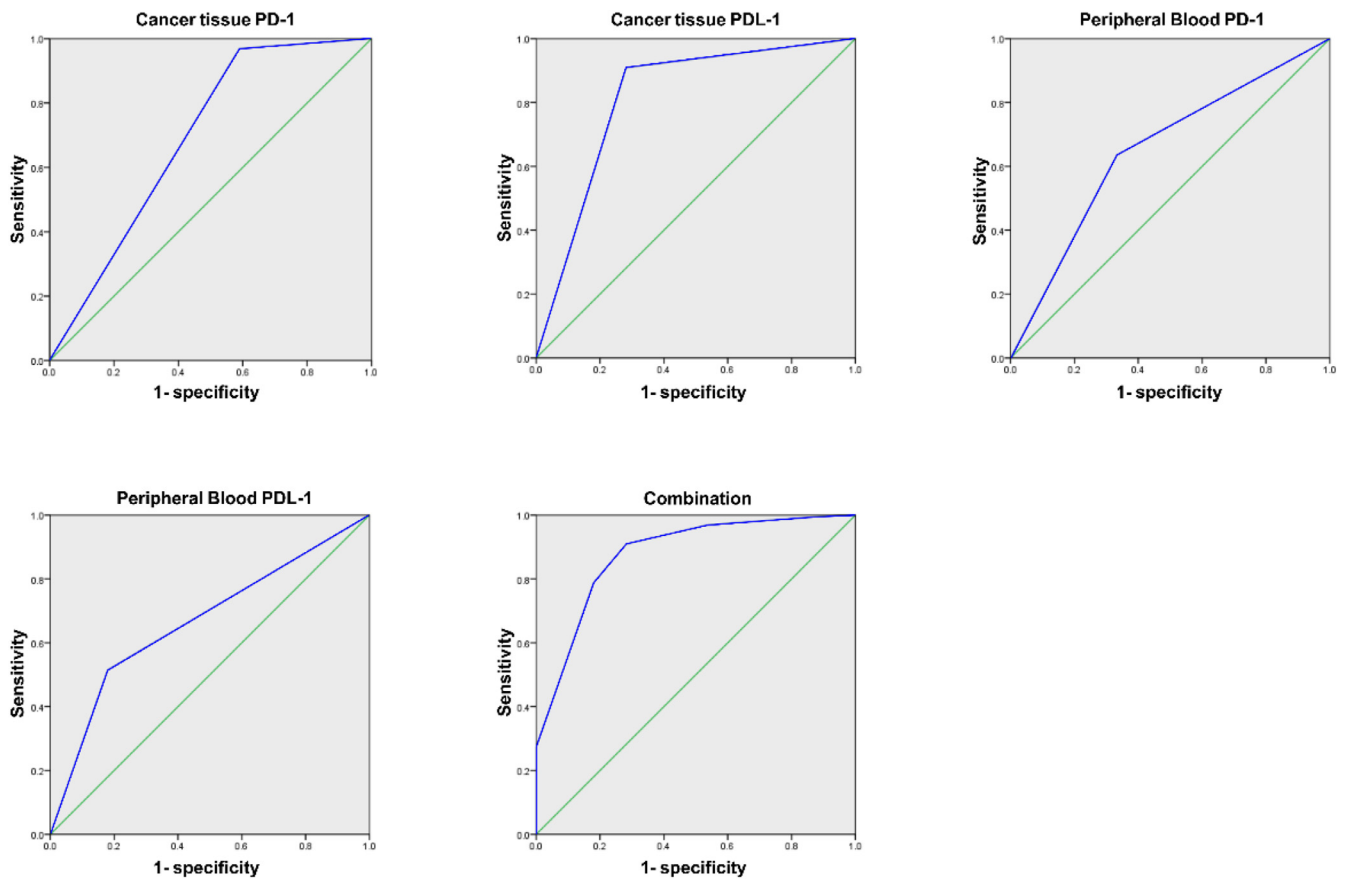 Cancer tissue PD-1
1.0
0.8
0.6
0.4
0.2
0.0
Sensitivity
0.0 0.2 0.4 0.6 0.8 1.0
1- specificity
Cancer tissue PDL-1
1.0
0.8
0.6
0.4
0.2
0.0
Sensitivity
0.0 0.2 0.4 0.6 0.8 1.0
1- specificity
Peripheral Blood PD-1
1.0
0.8
0.6
0.4
0.2
0.0
Sensitivity
0.0 0.2 0.4 0.6 0.8 1.0
1- specificity
Peripheral Blood PDL-1
1.0
0.8
0.6
0.4
0.2
0.0
Sensitivity
0.0 0.2 0.4 0.6 0.8 1.0
1- specificity
Combination
1.0
0.8
0.6
0.4
0.2
0.0
Sensitivity
0.0 0.2 0.4 0.6 0.8 1.0
1- specificity